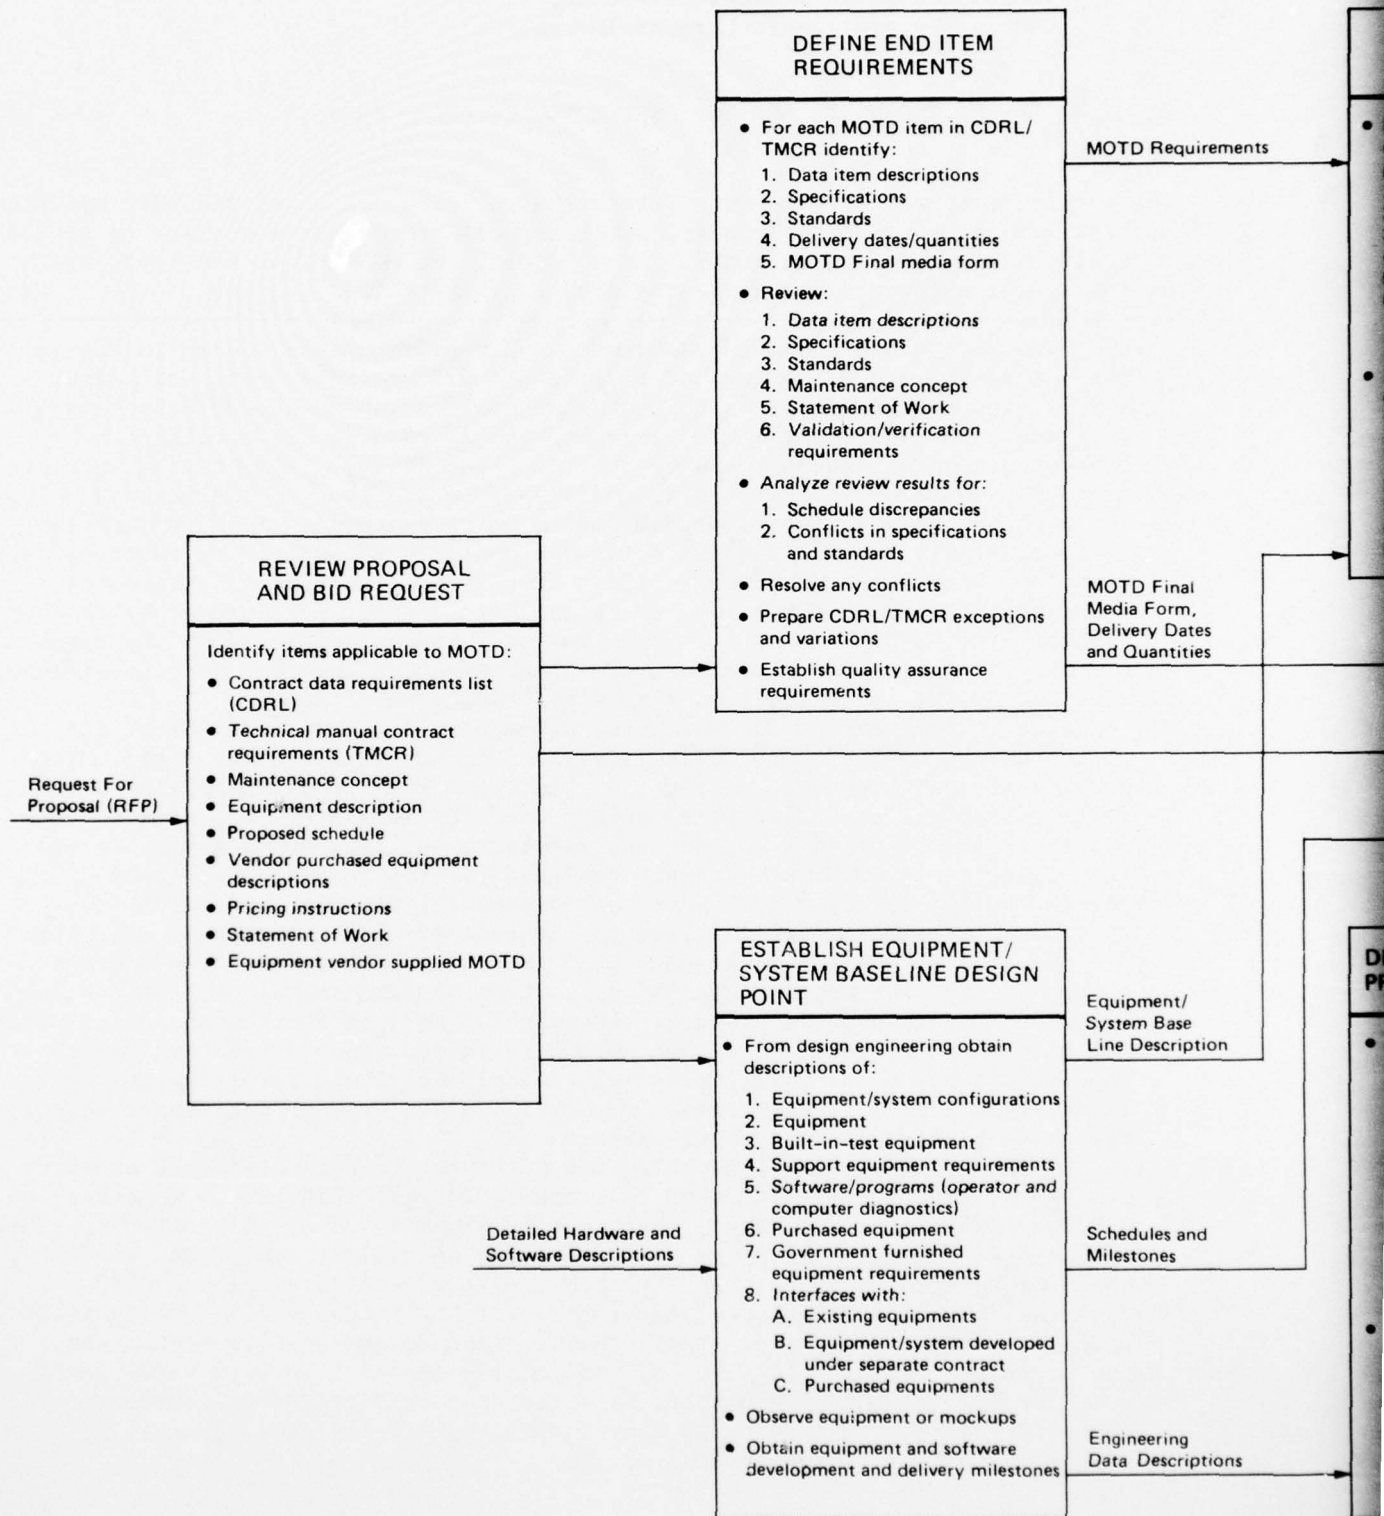 DEFINE END ITEM
REQUIREMENTS
• For each MOTD item in CDRL/
TMCR identify:
1. Data item descriptions
2. Specifications
3. Standards
4. Delivery dates/quantities
5. MOTD Final media form
• Review:
1. Data item descriptions
2. Specifications
3. Standards
4. Maintenance concept
5. Statement of Work
6. Validation/verification
requirements
• Analyze review results for:
1. Schedule discrepancies
2. Conflicts in specifications
and standards
• Resolve any conflicts
• Prepare CDRL/TMCR exceptions
and variations
• Establish quality assurance
requirements
MOTD Requirements
MOTD Final
Media Form,
Delivery Dates
and Quantities
REVIEW PROPOSAL
AND BID REQUEST
Identify items applicable to MOTD:
• Contract data requirements list
(CDRL)
• Technical manual contract
requirements (TMCR)
• Maintenance concept
• Equipment description
• Proposed schedule
• Vendor purchased equipment
descriptions
• Pricing instructions
• Statement of Work
• Equipment vendor supplied MOTD
Request For
Proposal (RFP)
ESTABLISH EQUIPMENT/
SYSTEM BASELINE DESIGN
POINT
• From design engineering obtain
descriptions of:
1. Equipment/system configurations
2. Equipment
3. Built-in-test equipment
4. Support equipment requirements
5. Software/programs (operator and
computer diagnostics)
6. Purchased equipment
7. Government furnished
equipment requirements
8. Interfaces with:
A. Existing equipments
B. Equipment/system developed
under separate contract
C. Purchased equipments
• Observe equipment or mockups
• Obtain equipment and software
development and delivery milestones
Detailed Hardware and
Software Descriptions
Equipment/
System Base
Line Description
Schedules and
Milestones
Engineering
Data Descriptions